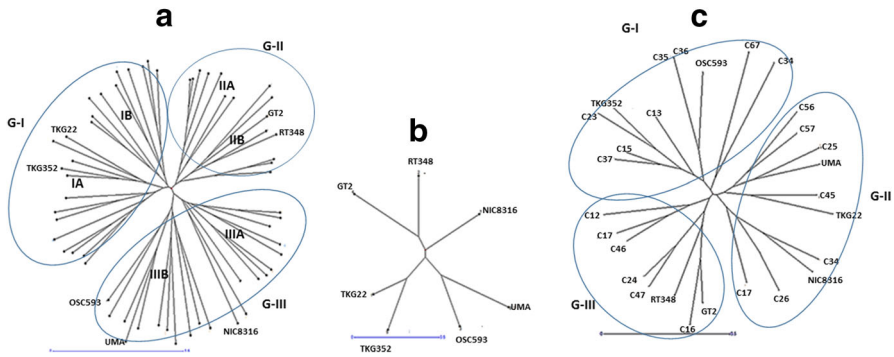 a
G-II
G-I
IB
IIA
TKG22
GT2
IIB
RT348
TKG352
IA
IIIA
IIIB
OSC593
G-III
NIC8316
UMA
b
RT348
GT2
NIC8316
TKG22
UMA
OSC593
TKG352
c
G-I
C35
C36
C67
OSC593
C34
TKG352
C23
C13
C56
C57
C15
C25
C37
UMA
G-II
C45
C12
TKG22
C17
C46
C34
C24
NIC8316
C47
RT348
C17
C26
G-III
GT2
C16